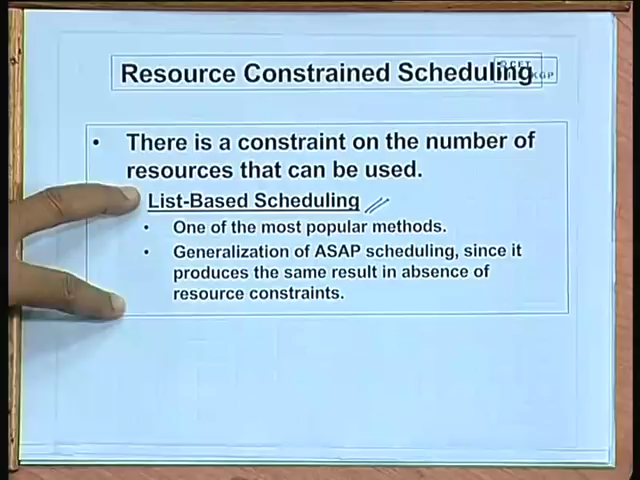 Resource Constrained Scheduling
• There is a constraint on the number of
resources that can be used.
List-Based Scheduling
• One of the most popular methods.
• Generalization of ASAP scheduling, since it
produces the same result in absence of
resource constraints.